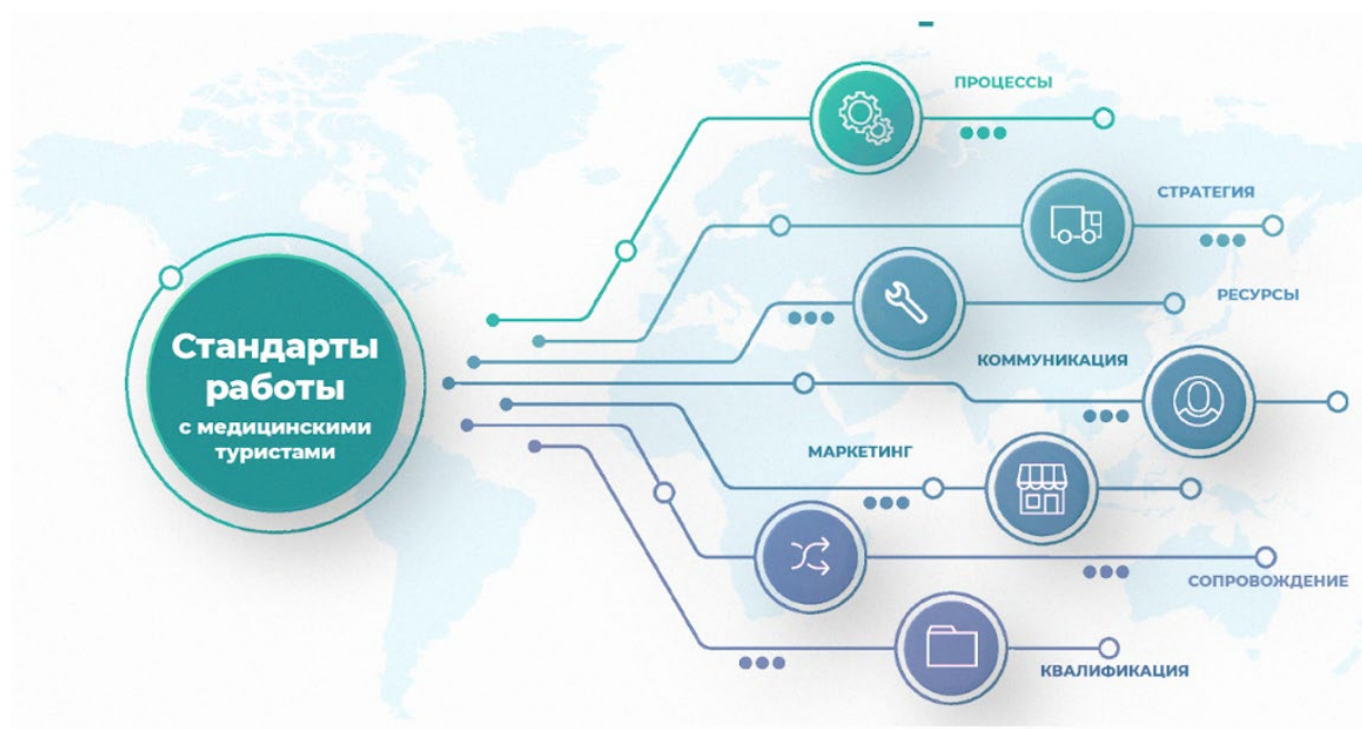 Стандарты
работы
с медицинскими
туристами
ПРОЦЕССЫ
СТРАТЕГИЯ
РЕСУРСЫ
КОММУНИКАЦИЯ
МАРКЕТИНГ
СОПРОВОЖДЕНИЕ
КВАЛИФИКАЦИЯ